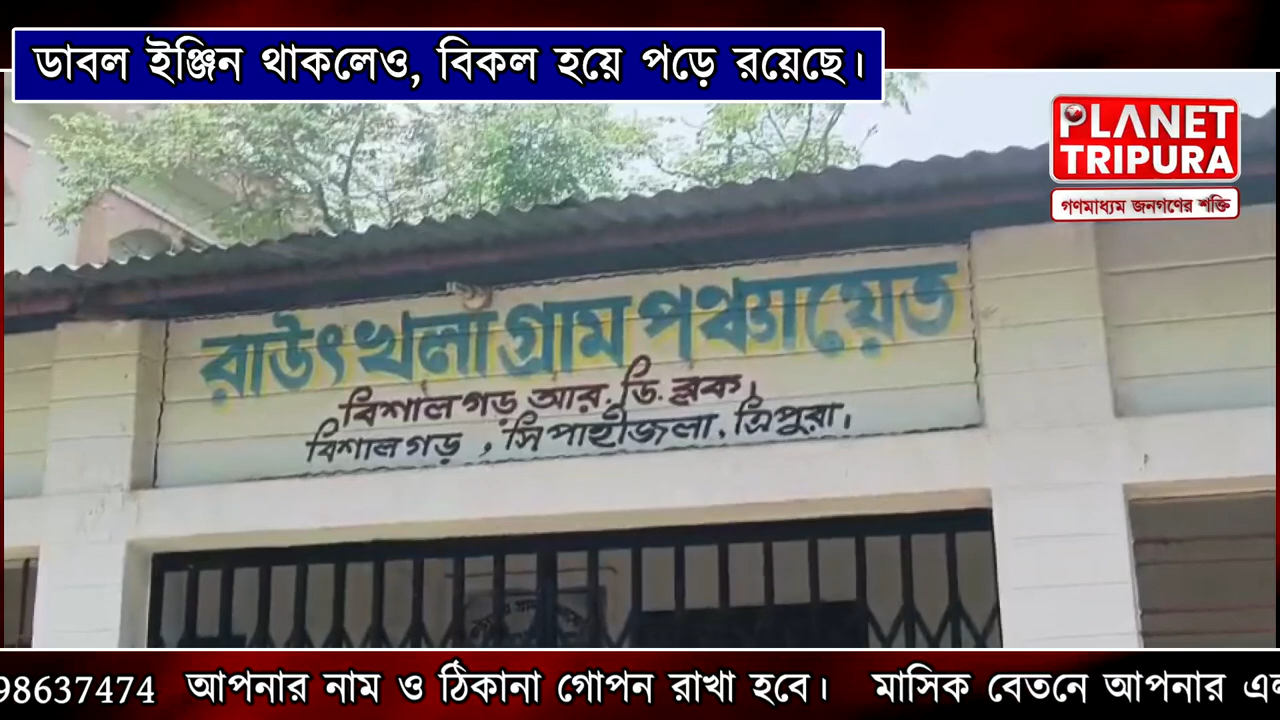 ডাবল ইঞ্জিন থাকলেও, বিকল হয়ে পড়ে রয়েছে।
PLANET
TRIPURA
গণমাধ্যম জনগণের শক্তি
রাউৎখলা গ্রাম পঞ্চায়েত
বিশালগড় আর. ডি. ব্লক।
বিশালগড় , সিপাহীজলা, ত্রিপুরা।
98637474 আপনার নাম ও ঠিকানা গোপন রাখা হবে। মাসিক বেতনে আপনার এল